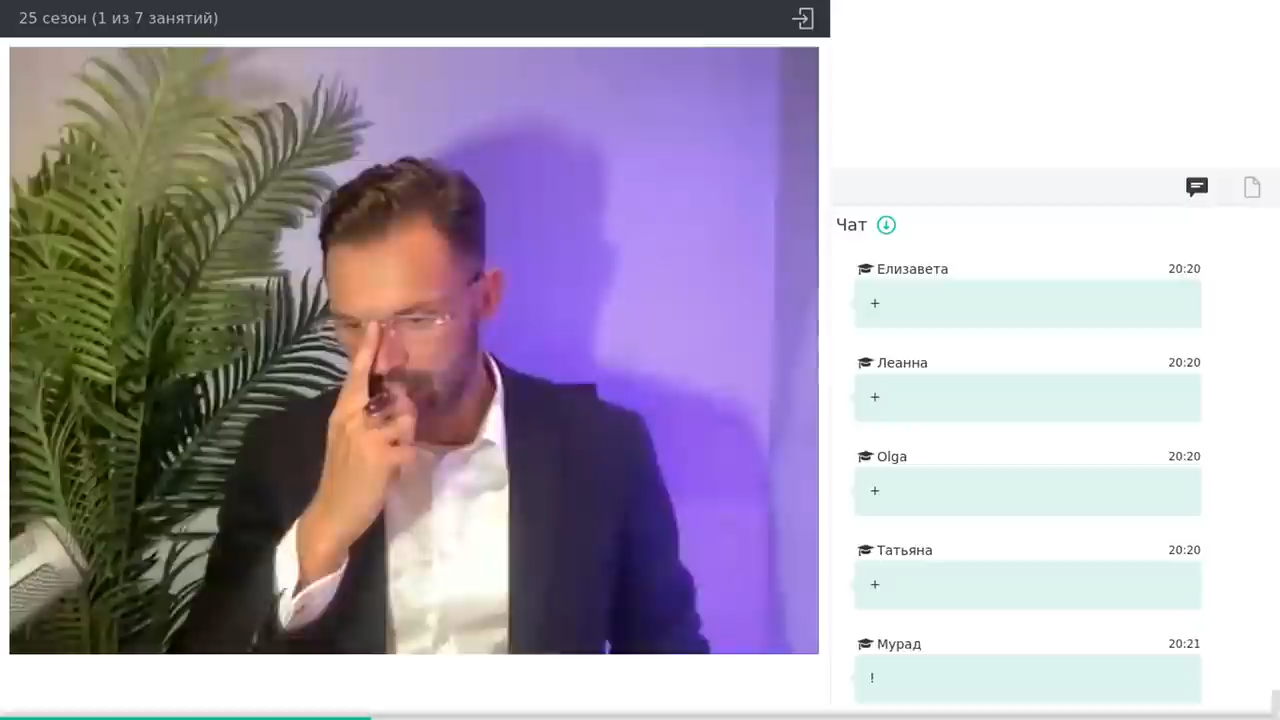 25 сезон (1 из 7 занятий)
Чат
Елизавета 20:20
+
Леанна 20:20
+
Olga 20:20
+
Татьяна 20:20
+
Мурад 20:21
!